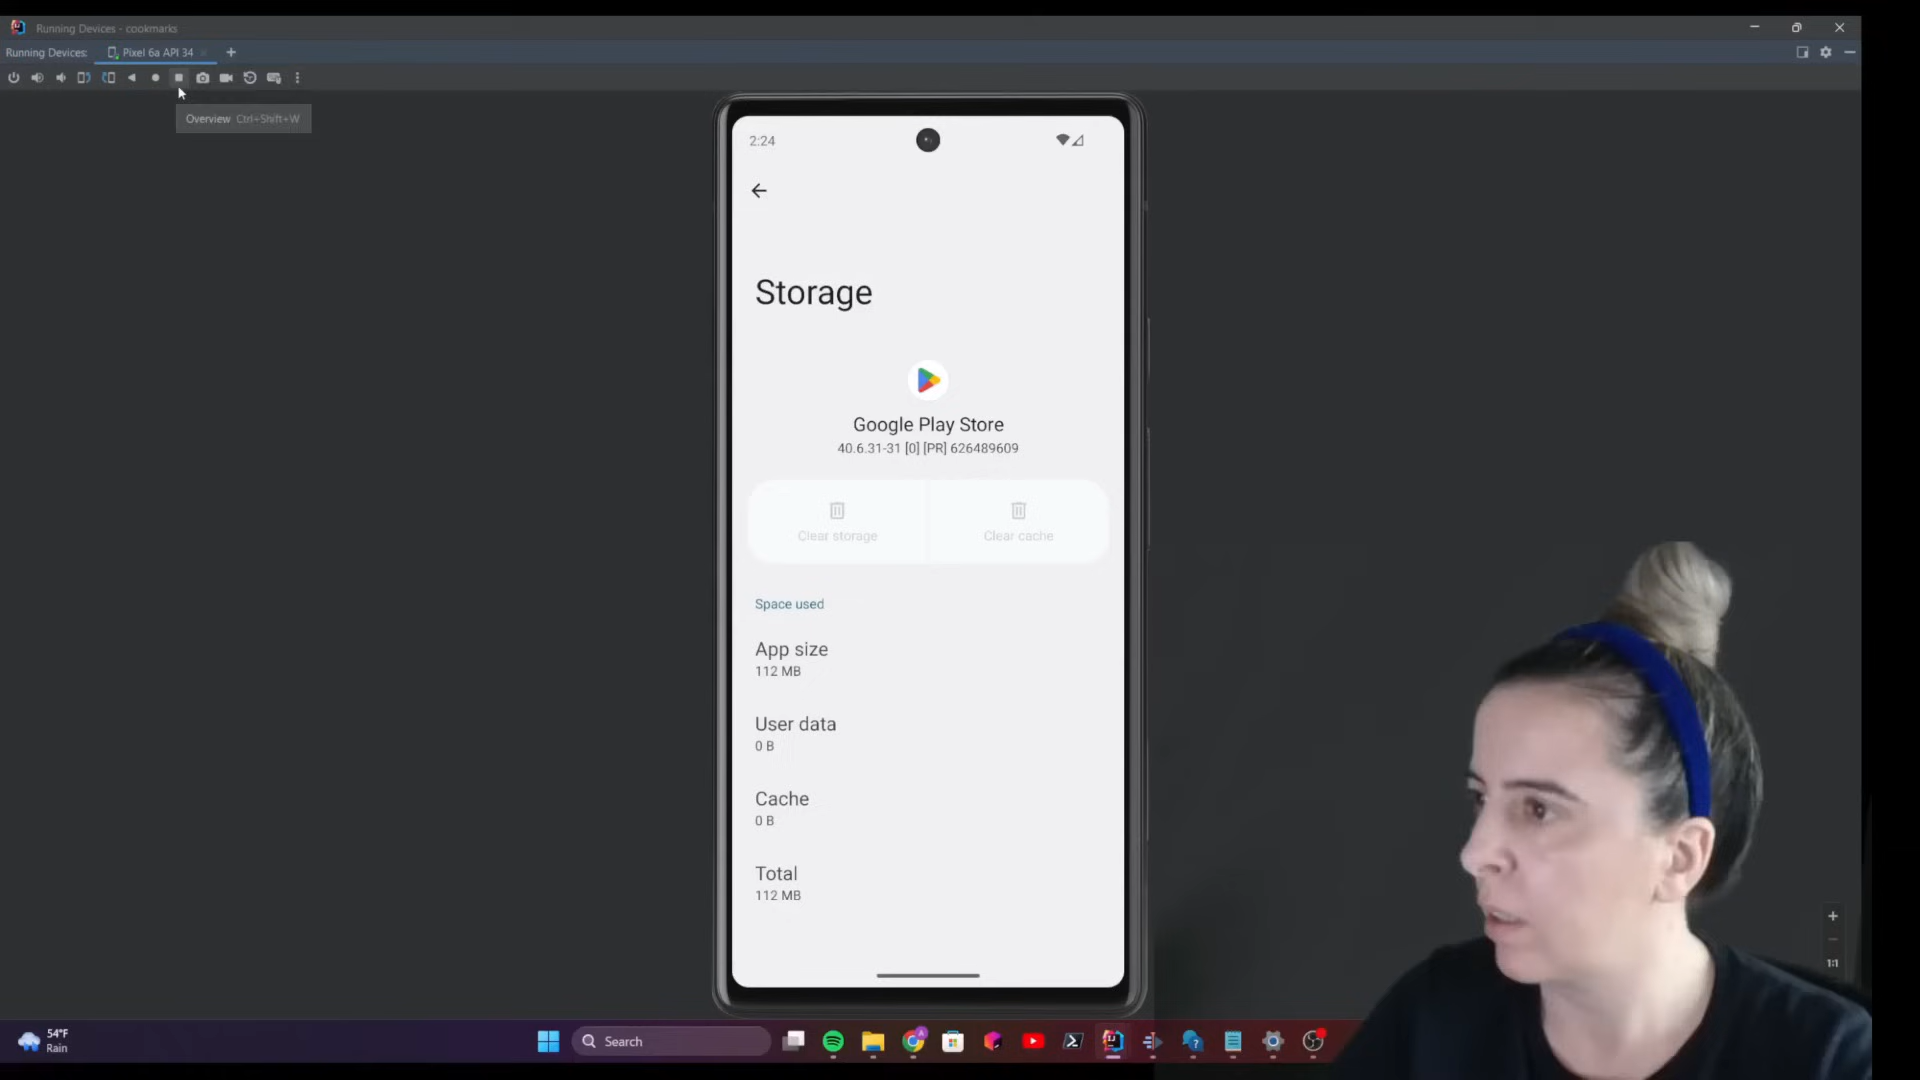 Running Devices - cookmarks
Running Devices:
Pixel 6a API 34
Overview Ctrl+Shift+W
2:24
Storage
Google Play Store
40.6.31-31 [0] [PR] 626489609
Clear storage
Clear cache
Space used
App size
112 MB
User data
0 B
Cache
0 B
Total
112 MB
1:1
54°F
Rain
Search